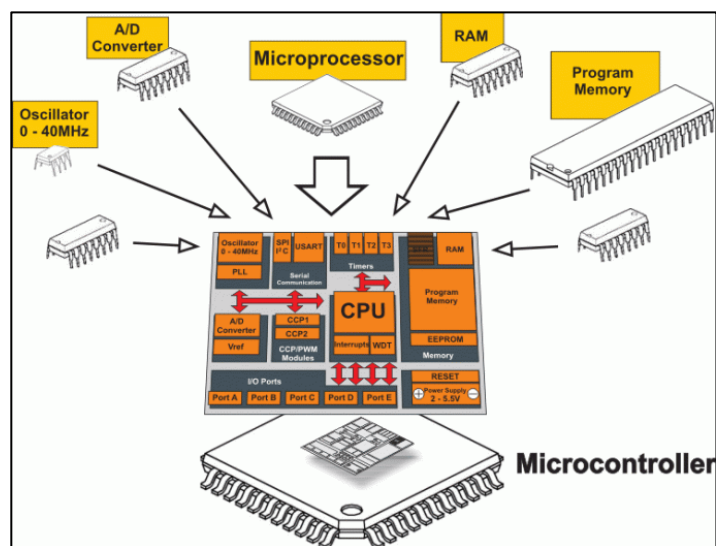 A/D
Converter
Microprocessor
RAM
Program
Memory
Oscillator
0 - 40MHz
Oscillator
0 - 40MHz
PLL
SPI
I²C
USART
Serial
Communication
T0
T1
T2
T3
Timers
RAM
Program
Memory
EEPROM
Memory
A/D
Converter
Vref
CCP1
CCP2
CCP/PWM
Modules
CPU
Interrupts
WDT
I/O Ports
Port A
Port B
Port C
Port D
Port E
RESET
Power Supply
2 - 5.5V
Microcontroller